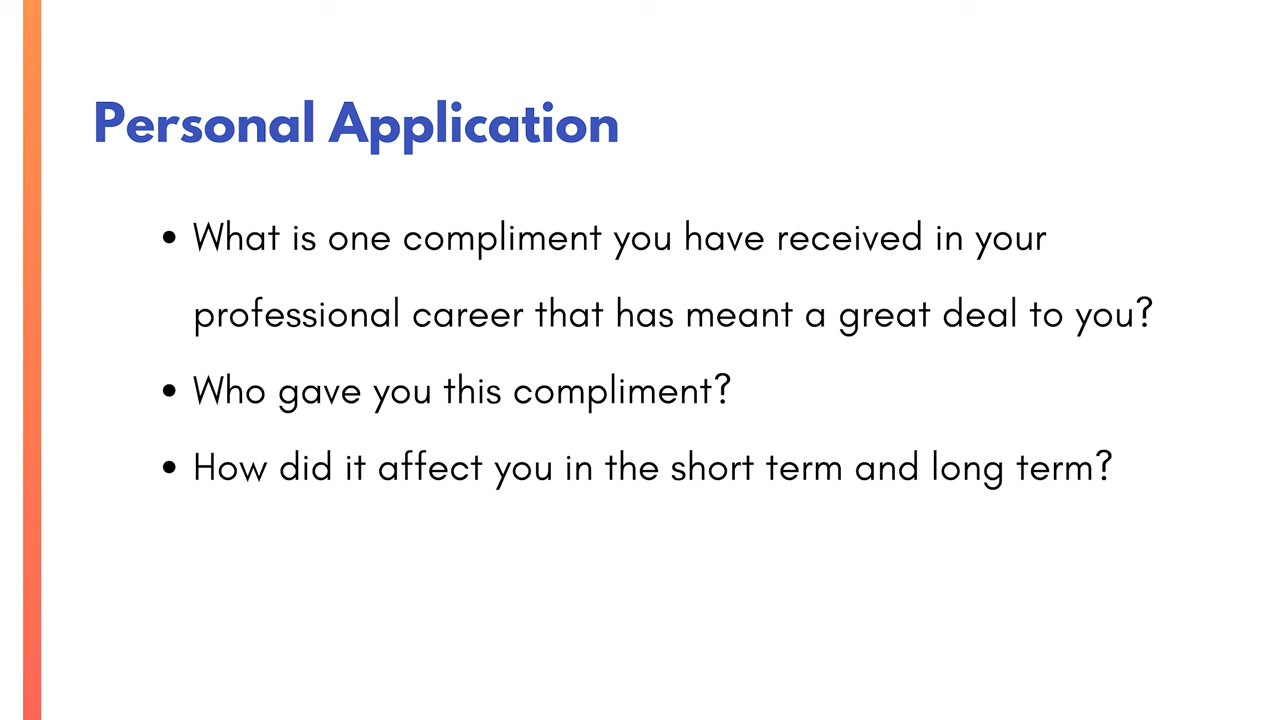 Personal Application
• What is one compliment you have received in your
professional career that has meant a great deal to you?
• Who gave you this compliment?
• How did it affect you in the short term and long term?